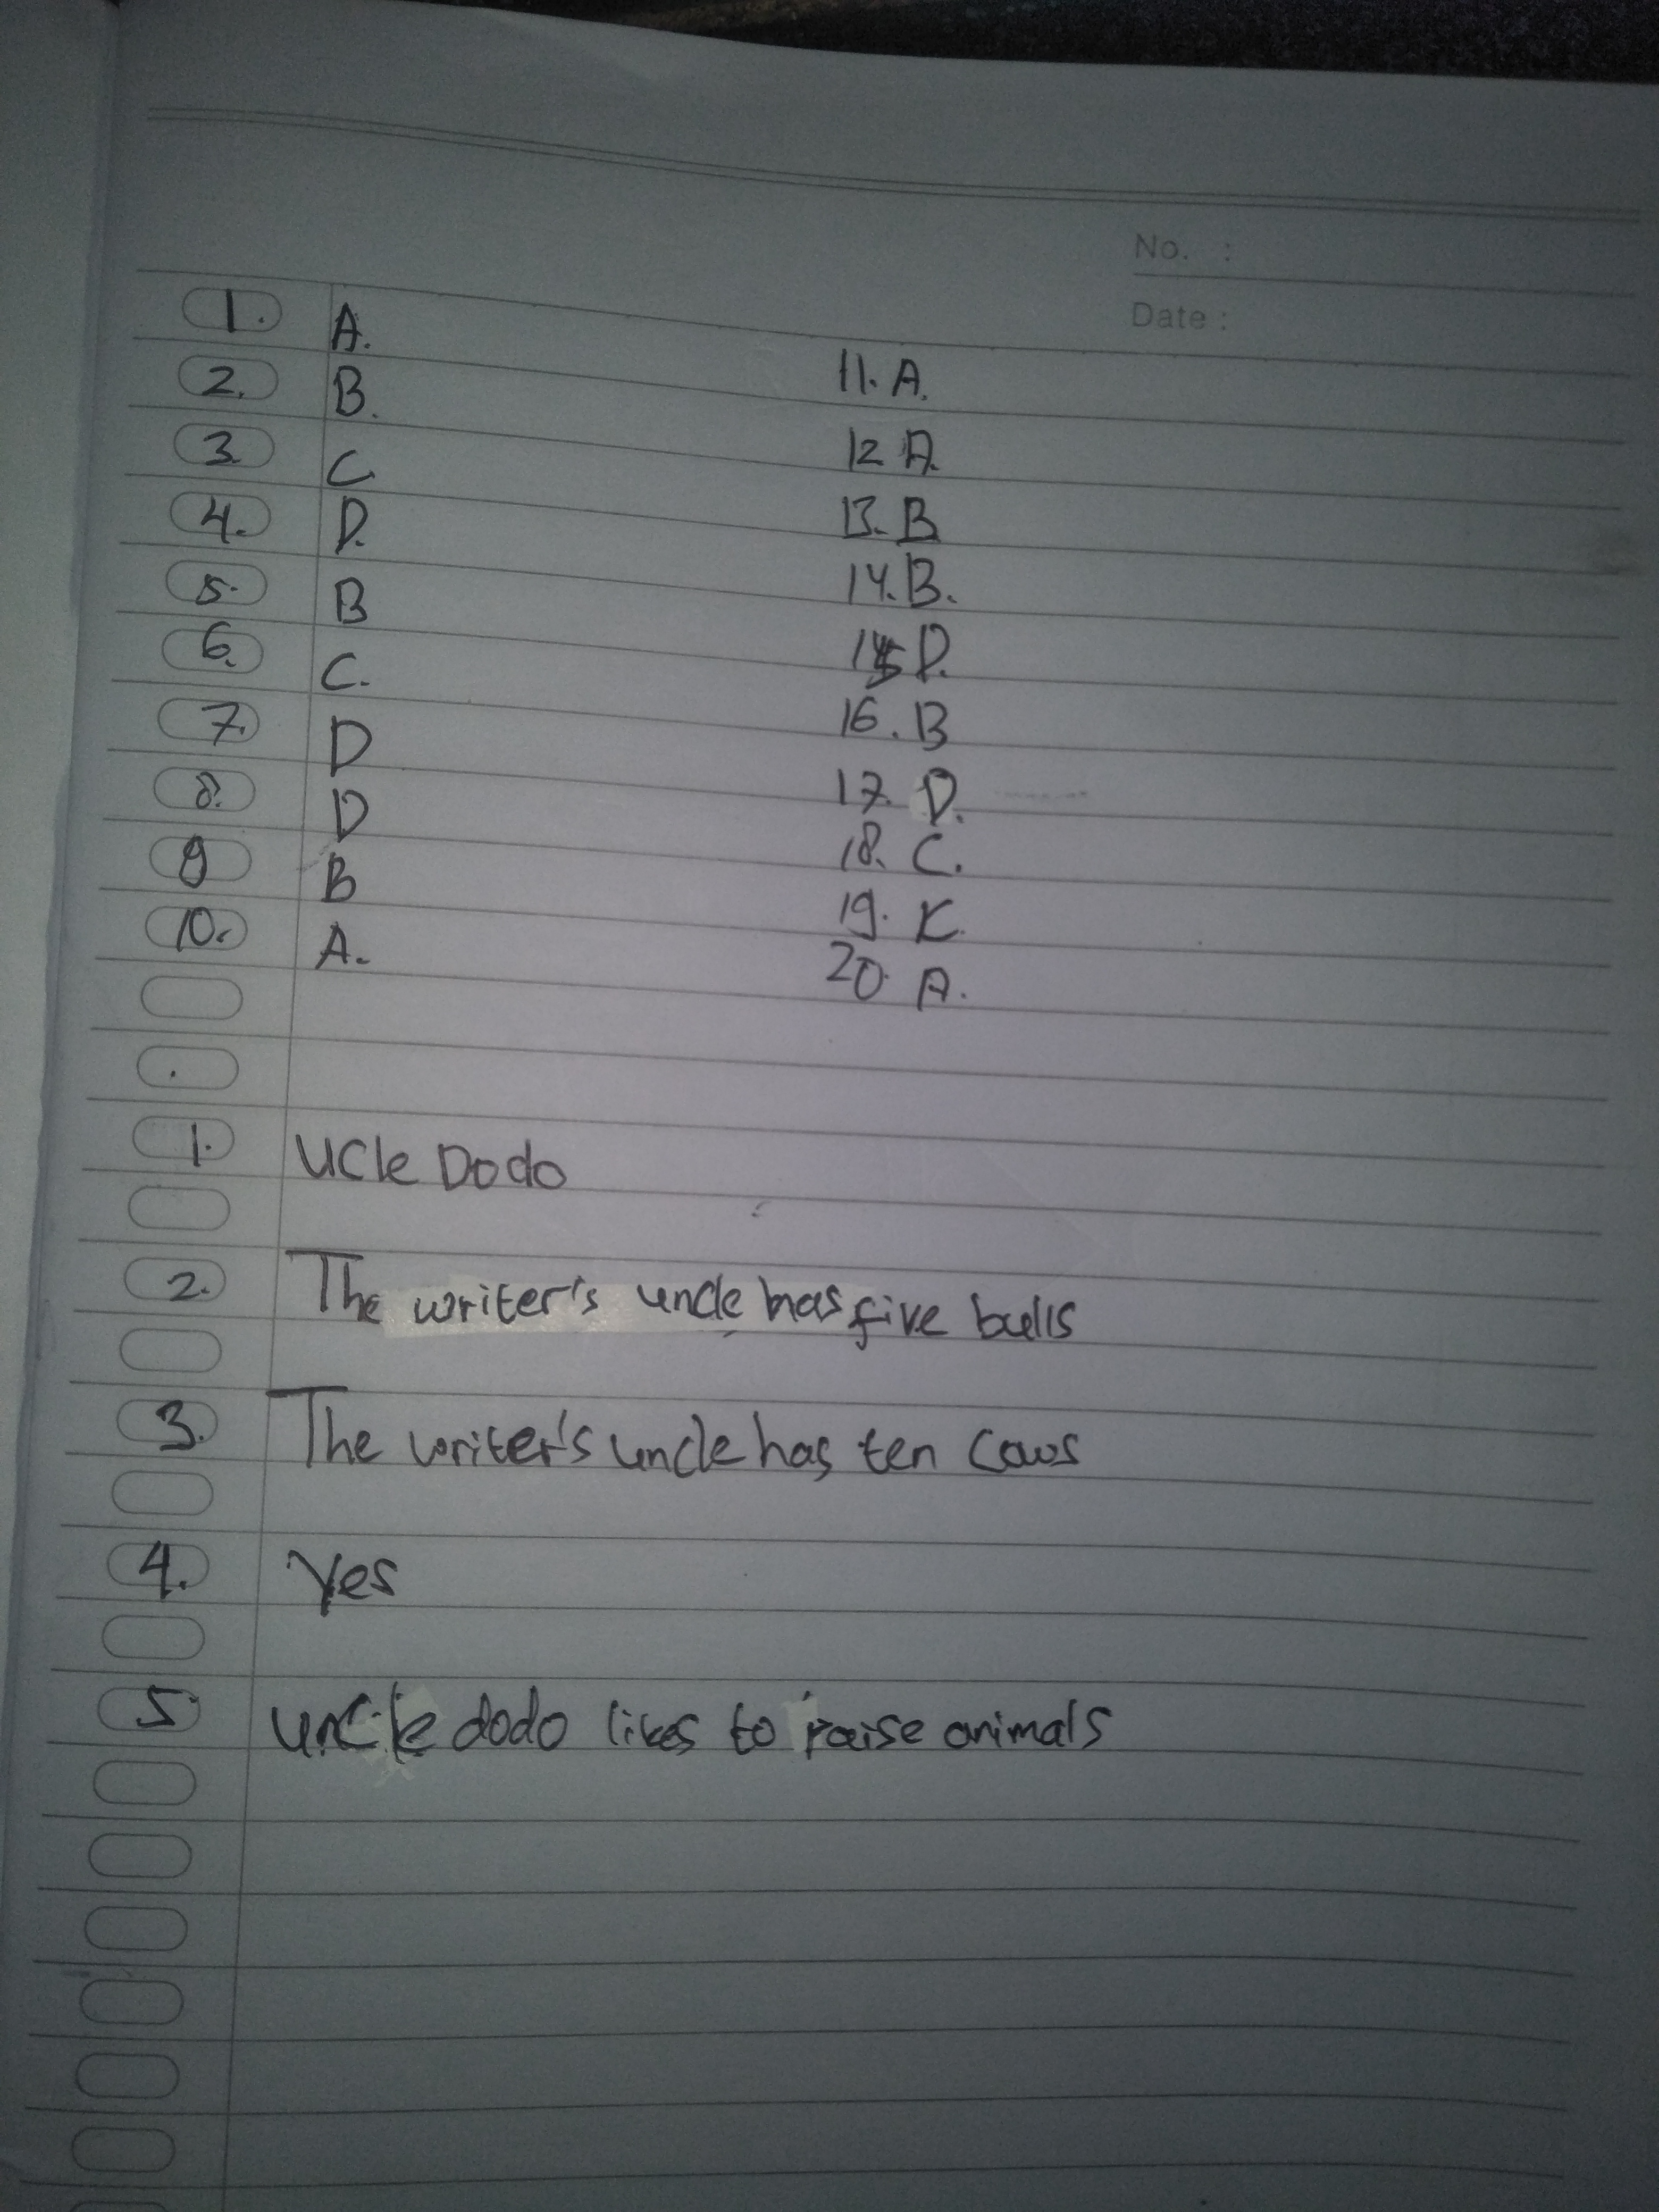 No. :
Date :
1. A.
2. B.
3. C
4. D.
5. B
6. C.
7. D
8. D
9 B
10. A.
11. A.
12 A.
13. B
14. B.
15 D.
16. B
17. D.
18. C.
19. K.
20. A.
1. Ucle Dodo
2. The writer's uncle has five bulls
3. The writer's uncle has ten cows
4. Yes
5 uncle dodo likes to raise animals